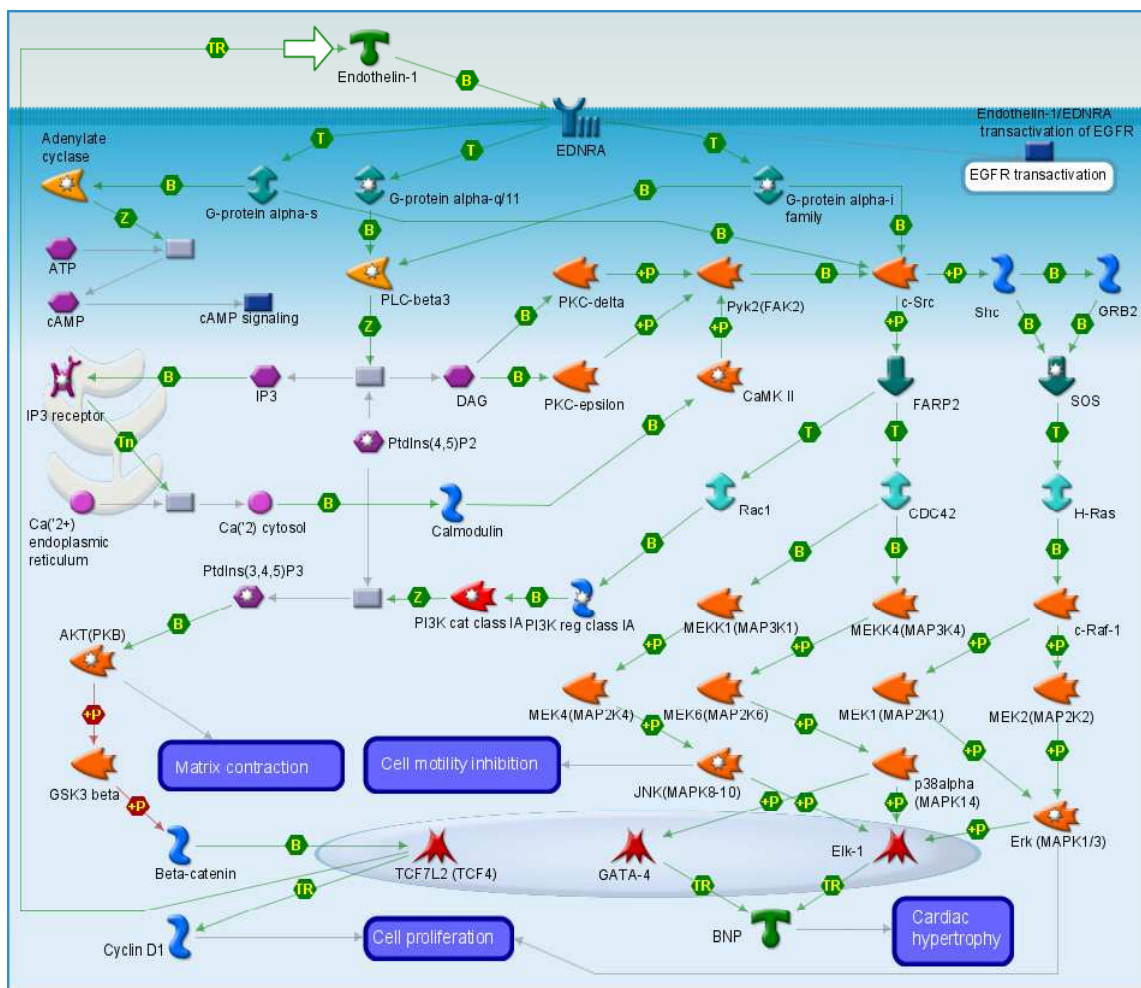 TR
Endothelin-1
B
EDNRA
Endothelin-1/EDNRA
transactivation of EGFR
EGFR transactivation
Adenylate
cyclase
T
T
T
B
G-protein alpha-s
G-protein alpha-q/11
B
G-protein alpha-i
family
Z
B
B
B
ATP
PLC-beta3
PKC-delta
+P
Pyk2(FAK2)
B
c-Src
+P
Shc
B
GRB2
cAMP
cAMP signaling
Z
B
+P
+P
+P
B
B
IP3 receptor
B
IP3
DAG
B
PKC-epsilon
CaMK II
FARP2
SOS
Tn
PtdIns(4,5)P2
B
T
T
T
Ca('2+)
endoplasmic
reticulum
Ca('2) cytosol
B
Calmodulin
Rac1
CDC42
H-Ras
PtdIns(3,4,5)P3
B
B
B
+P
B
Z
PI3K cat class IA
B
PI3K reg class IA
MEKK1(MAP3K1)
MEKK4(MAP3K4)
c-Raf-1
AKT(PKB)
+P
+P
+P
+P
+P
MEK4(MAP2K4)
MEK6(MAP2K6)
MEK1(MAP2K1)
MEK2(MAP2K2)
+P
+P
+P
+P
Matrix contraction
Cell motility inhibition
GSK3 beta
JNK(MAPK8-10)
p38alpha
(MAPK14)
+P
+P
+P
+P
+P
Erk (MAPK1/3)
Beta-catenin
B
TCF7L2 (TCF4)
GATA-4
Elk-1
TR
TR
TR
Cyclin D1
Cell proliferation
BNP
Cardiac
hypertrophy